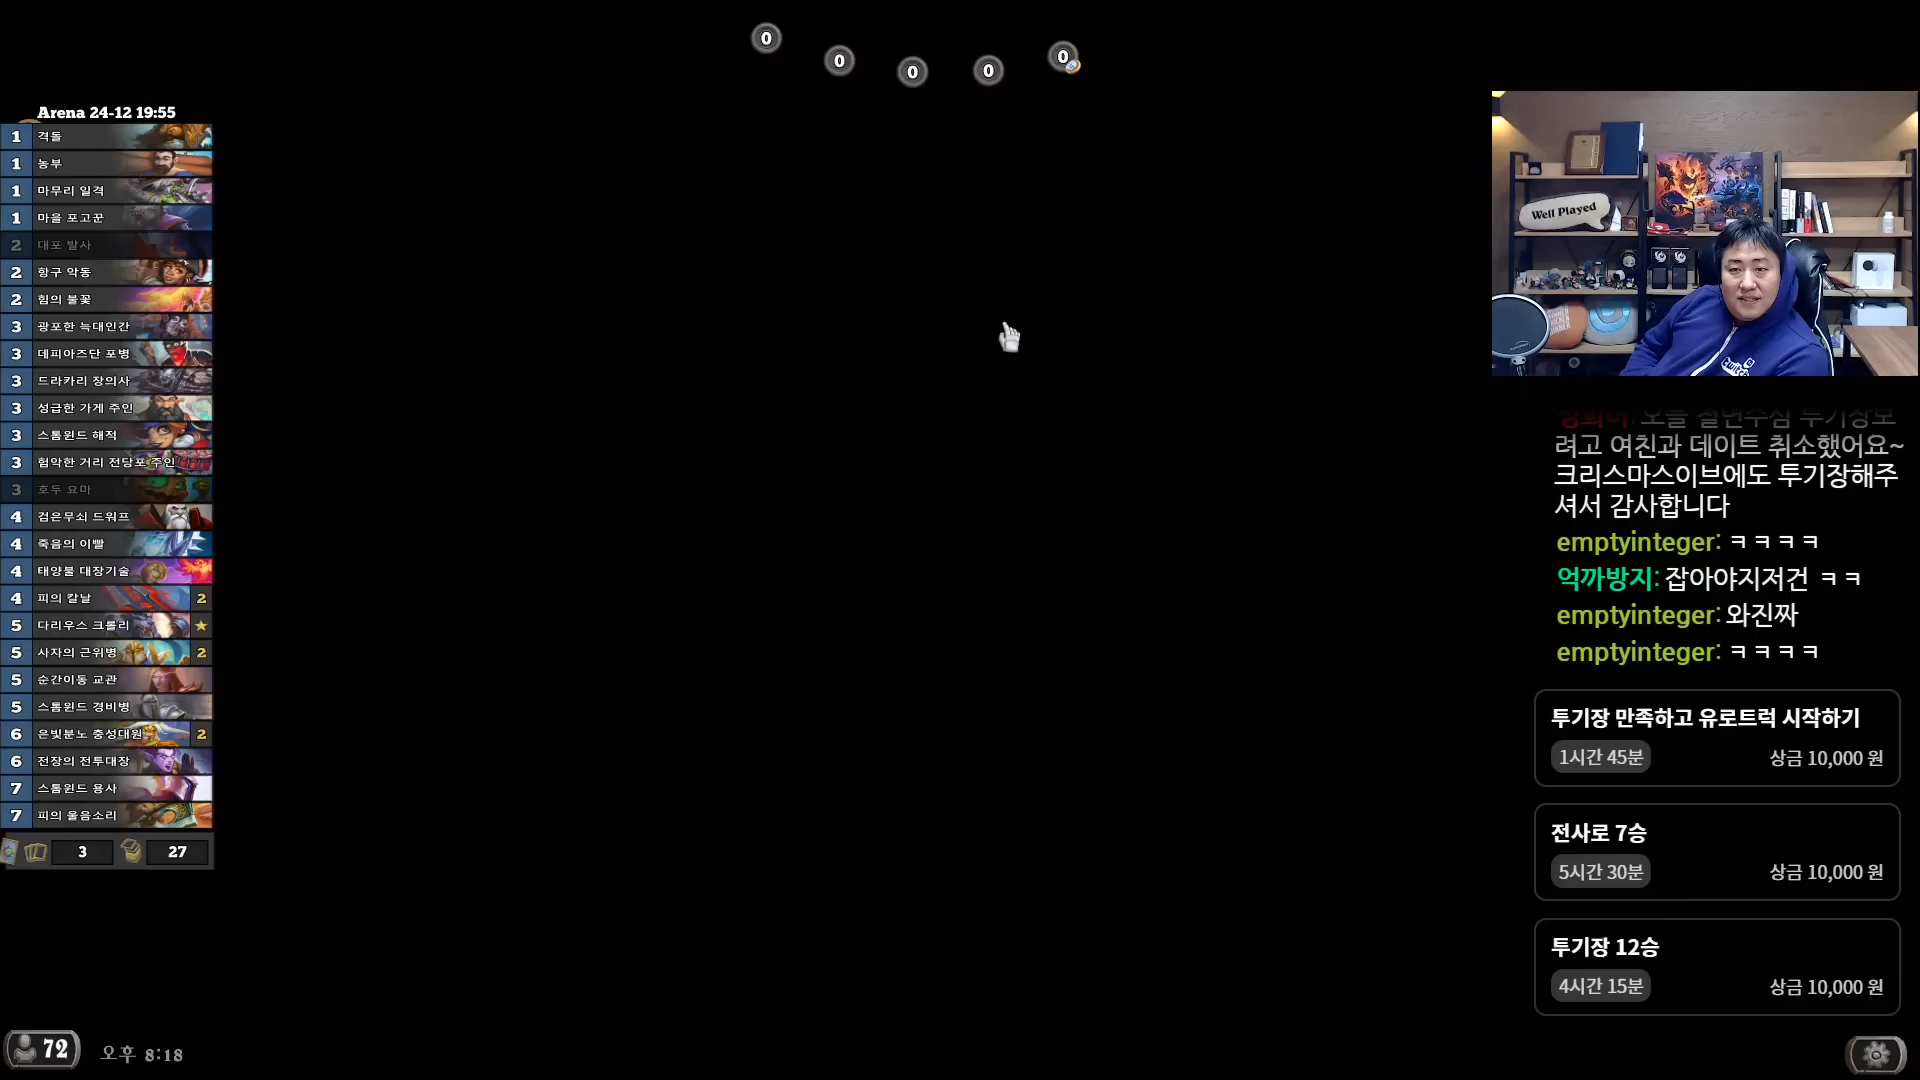 0
0
0
0
0
Arena 24-12 19:55
1 격돌
1 농부
1 마무리 일격
1 마을 포고꾼
2 대포 발사
2 항구 악동
2 힘의 불꽃
3 광포한 늑대인간
3 데피아즈단 포병
3 드라카리 장의사
3 성급한 가게 주인
3 스톰윈드 해적
3 험악한 거리 전당포 주인
3 호두 요마
4 검은무쇠 드워프
4 죽음의 이빨
4 태양불 대장기술
4 피의 칼날 2
5 다리우스 크롤리 ★
5 사자의 근위병 2
5 순간이동 교관
5 스톰윈드 경비병
6 은빛분노 충성대원 2
6 전장의 전투대장
7 스톰윈드 용사
7 피의 울음소리
3 27
72 오후 8:18
Well Played
오늘 철면수심 투기장보
려고 여친과 데이트 취소했어요~
크리스마스이브에도 투기장해주
셔서 감사합니다
emptyinteger: ㅋㅋㅋㅋ
억까방지: 잡아야지저건 ㅋㅋ
emptyinteger: 와진짜
emptyinteger: ㅋㅋㅋㅋ
투기장 만족하고 유로트럭 시작하기
1시간 45분 상금 10,000 원
전사로 7승
5시간 30분 상금 10,000 원
투기장 12승
4시간 15분 상금 10,000 원